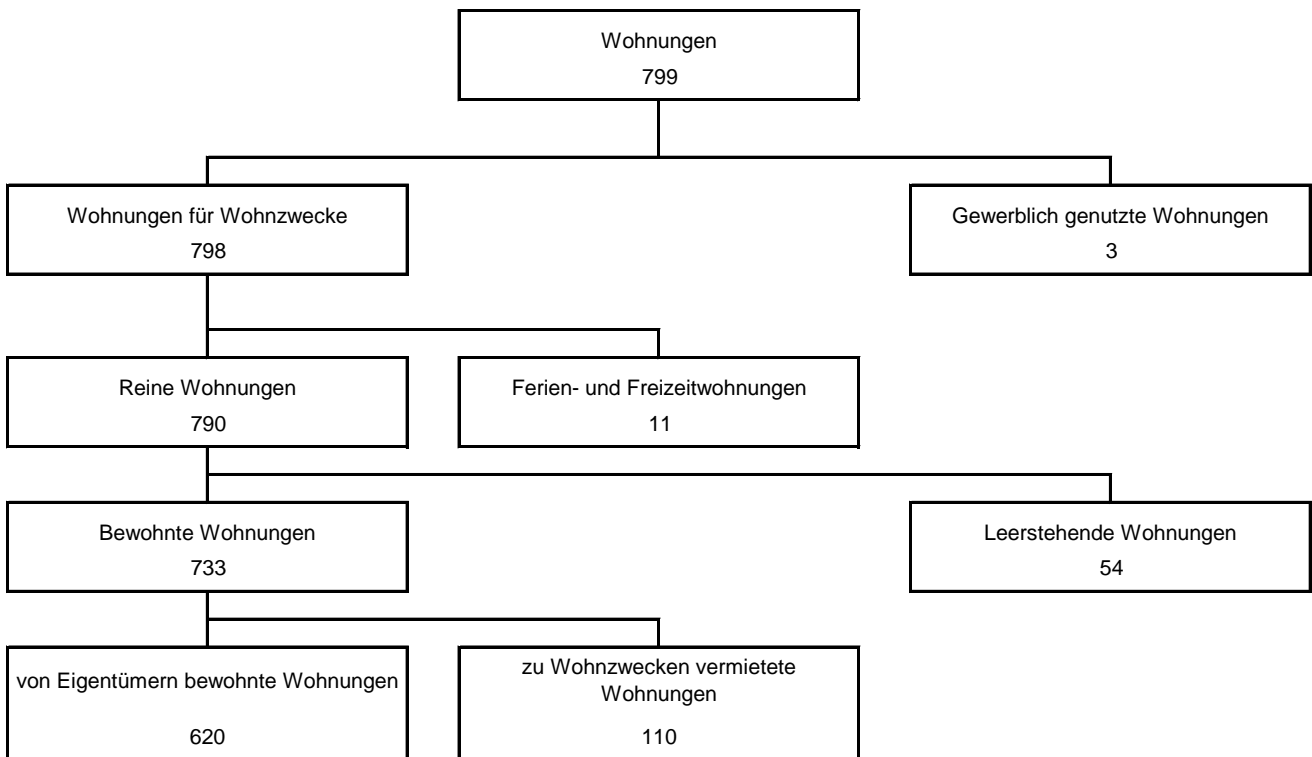 Wohnungen
799
Wohnungen für Wohnzwecke
798
Gewerblich genutzte Wohnungen
3
Reine Wohnungen
790
Ferien- und Freizeitwohnungen
11
Bewohnte Wohnungen
733
Leerstehende Wohnungen
54
von Eigentümern bewohnte Wohnungen
620
zu Wohnzwecken vermietete
Wohnungen
110